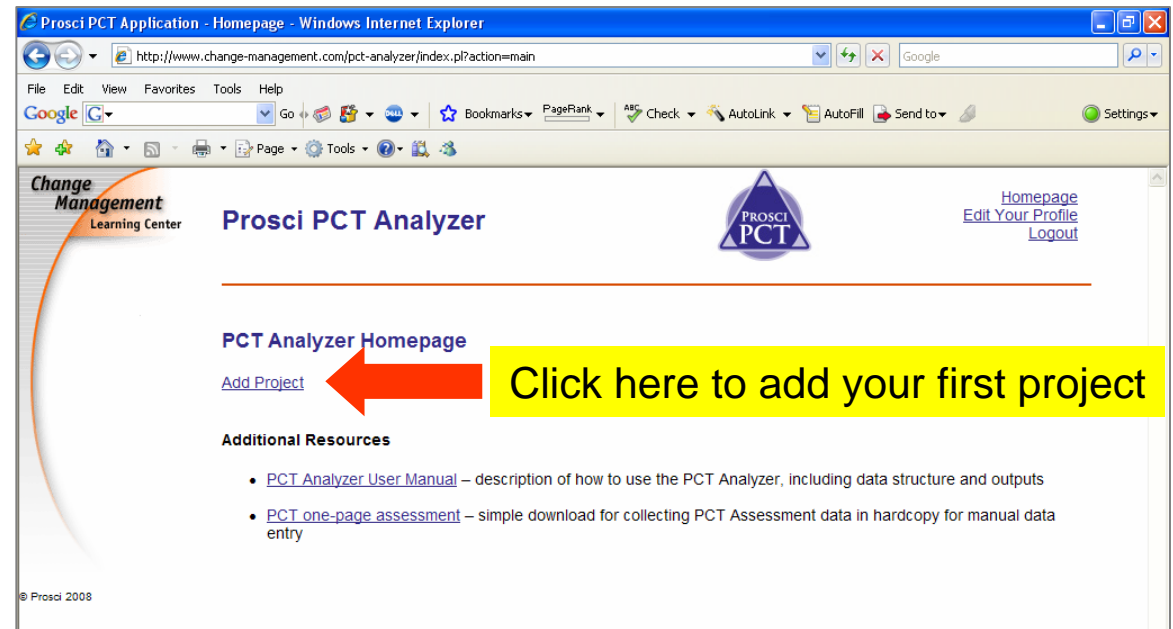 Prosci PCT Application - Homepage - Windows Internet Explorer
http://www.change-management.com/pct-analyzer/index.pl?action=main
Google
File Edit View Favorites Tools Help
Google G Go Bookmarks PageRank ABC Check AutoLink AutoFill Send to Settings
Page Tools
Change
Management
Learning Center
Prosci PCT Analyzer
PROSCI
PCT
Homepage
Edit Your Profile
Logout
PCT Analyzer Homepage
Add Project
Click here to add your first project
Additional Resources
• PCT Analyzer User Manual – description of how to use the PCT Analyzer, including data structure and outputs
• PCT one-page assessment – simple download for collecting PCT Assessment data in hardcopy for manual data
entry
© Prosci 2008